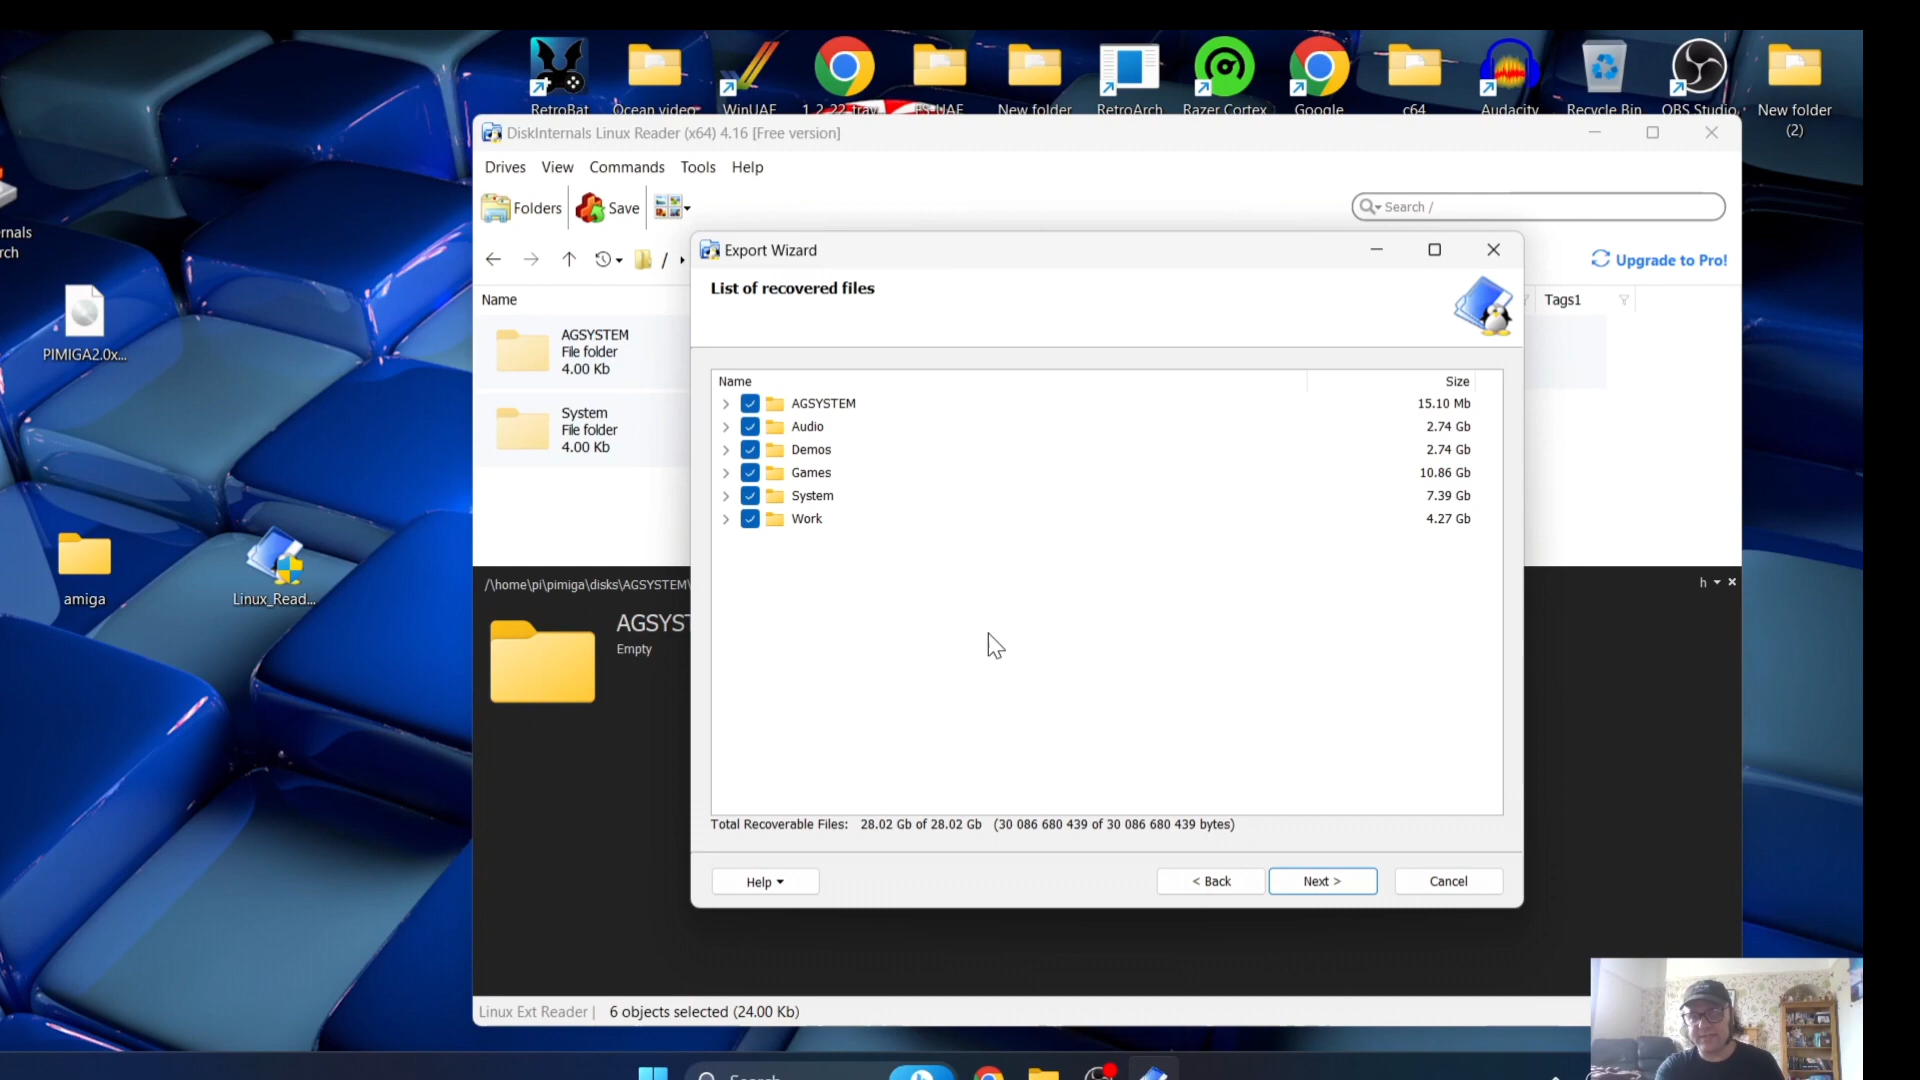 RetroBat
Ocean video
WinUAE
New folder
RetroArch
Razer Cortex
Google
c64
Audacity
Recycle Bin
OBS Studio
New folder
(2)
DiskInternals Linux Reader (x64) 4.16 [Free version]
Drives View Commands Tools Help
Folders Save
Search /
/
Upgrade to Pro!
Name
Tags1
AGSYSTEM
File folder
4.00 Kb
System
File folder
4.00 Kb
rnals
rch
PIMIGA2.0x...
amiga
Linux_Read...
Export Wizard
List of recovered files
Name Size
AGSYSTEM 15.10 Mb
Audio 2.74 Gb
Demos 2.74 Gb
Games 10.86 Gb
System 7.39 Gb
Work 4.27 Gb
Total Recoverable Files: 28.02 Gb of 28.02 Gb (30 086 680 439 of 30 086 680 439 bytes)
Help < Back Next > Cancel
/\home\pi\pimiga\disks\AGSYSTEM\
h
AGSYST
Empty
Linux Ext Reader | 6 objects selected (24.00 Kb)
Search